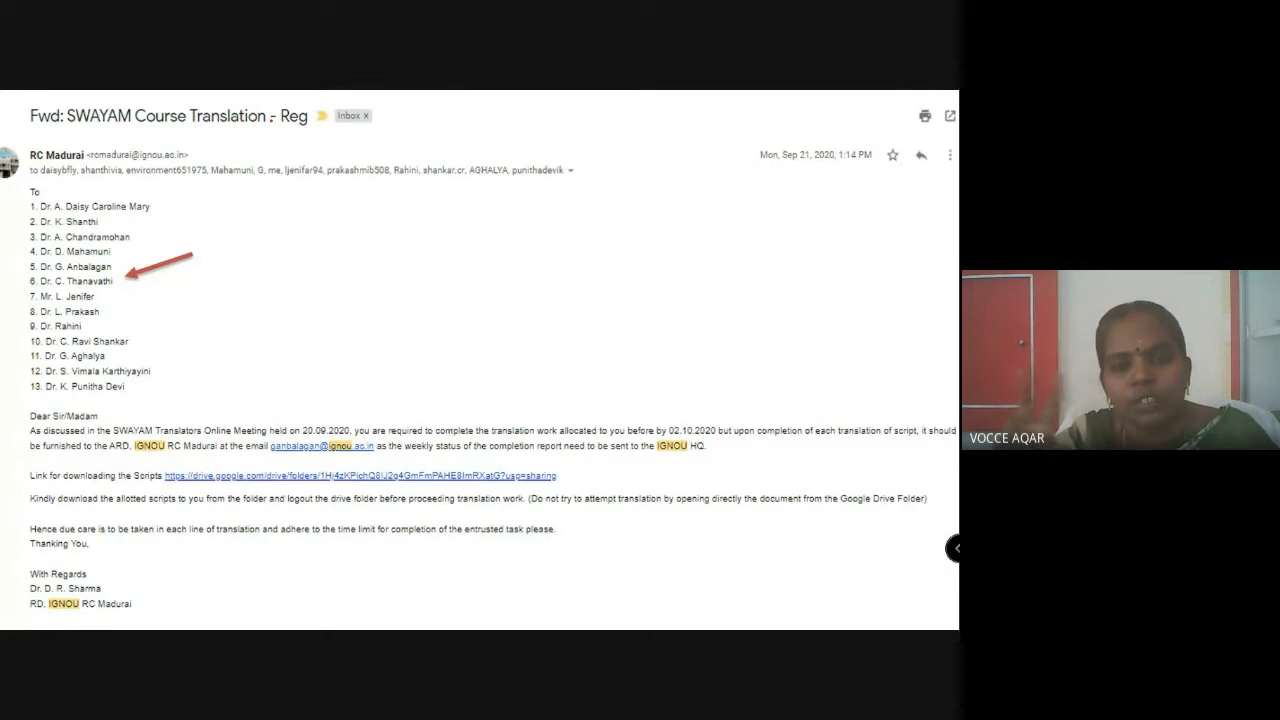 Fwd: SWAYAM Course Translation - Reg Inbox x
RC Madurai <rcmadurai@ignou.ac.in> Mon, Sep 21, 2020, 1:14 PM
to daisybfly, shanthivis, environment651975, Mahamuni, G, me, ljenifar94, prakashmib508, Rahini, shankar.cr, AGHALYA, punithadevik
To
1. Dr. A. Daisy Caroline Mary
2. Dr. K. Shanthi
3. Dr. A. Chandramohan
4. Dr. D. Mahamuni
5. Dr. G. Anbalagan
6. Dr. C. Thanavathi
7. Mr. L. Jenifer
8. Dr. L. Prakash
9. Dr. Rahini
10. Dr. C. Ravi Shankar
11. Dr. G. Aghalya
12. Dr. S. Vimala Karthiyayini
13. Dr. K. Punitha Devi
Dear Sir/Madam
As discussed in the SWAYAM Translators Online Meeting held on 20.09.2020, you are required to complete the translation work allocated to you before by 02.10.2020 but upon completion of each translation of script, it should
be furnished to the ARD, IGNOU RC Madurai at the email ganbalagan@ignou.ac.in as the weekly status of the completion report need to be sent to the IGNOU HQ.
Link for downloading the Scripts
Kindly download the allotted scripts to you from the folder and logout the drive folder before proceeding translation work. (Do not try to attempt translation by opening directly the document from the Google Drive Folder)
Hence due care is to be taken in each line of translation and adhere to the time limit for completion of the entrusted task please.
Thanking You,
With Regards
Dr. D. R. Sharma
RD, IGNOU RC Madurai
VOCCE AQAR